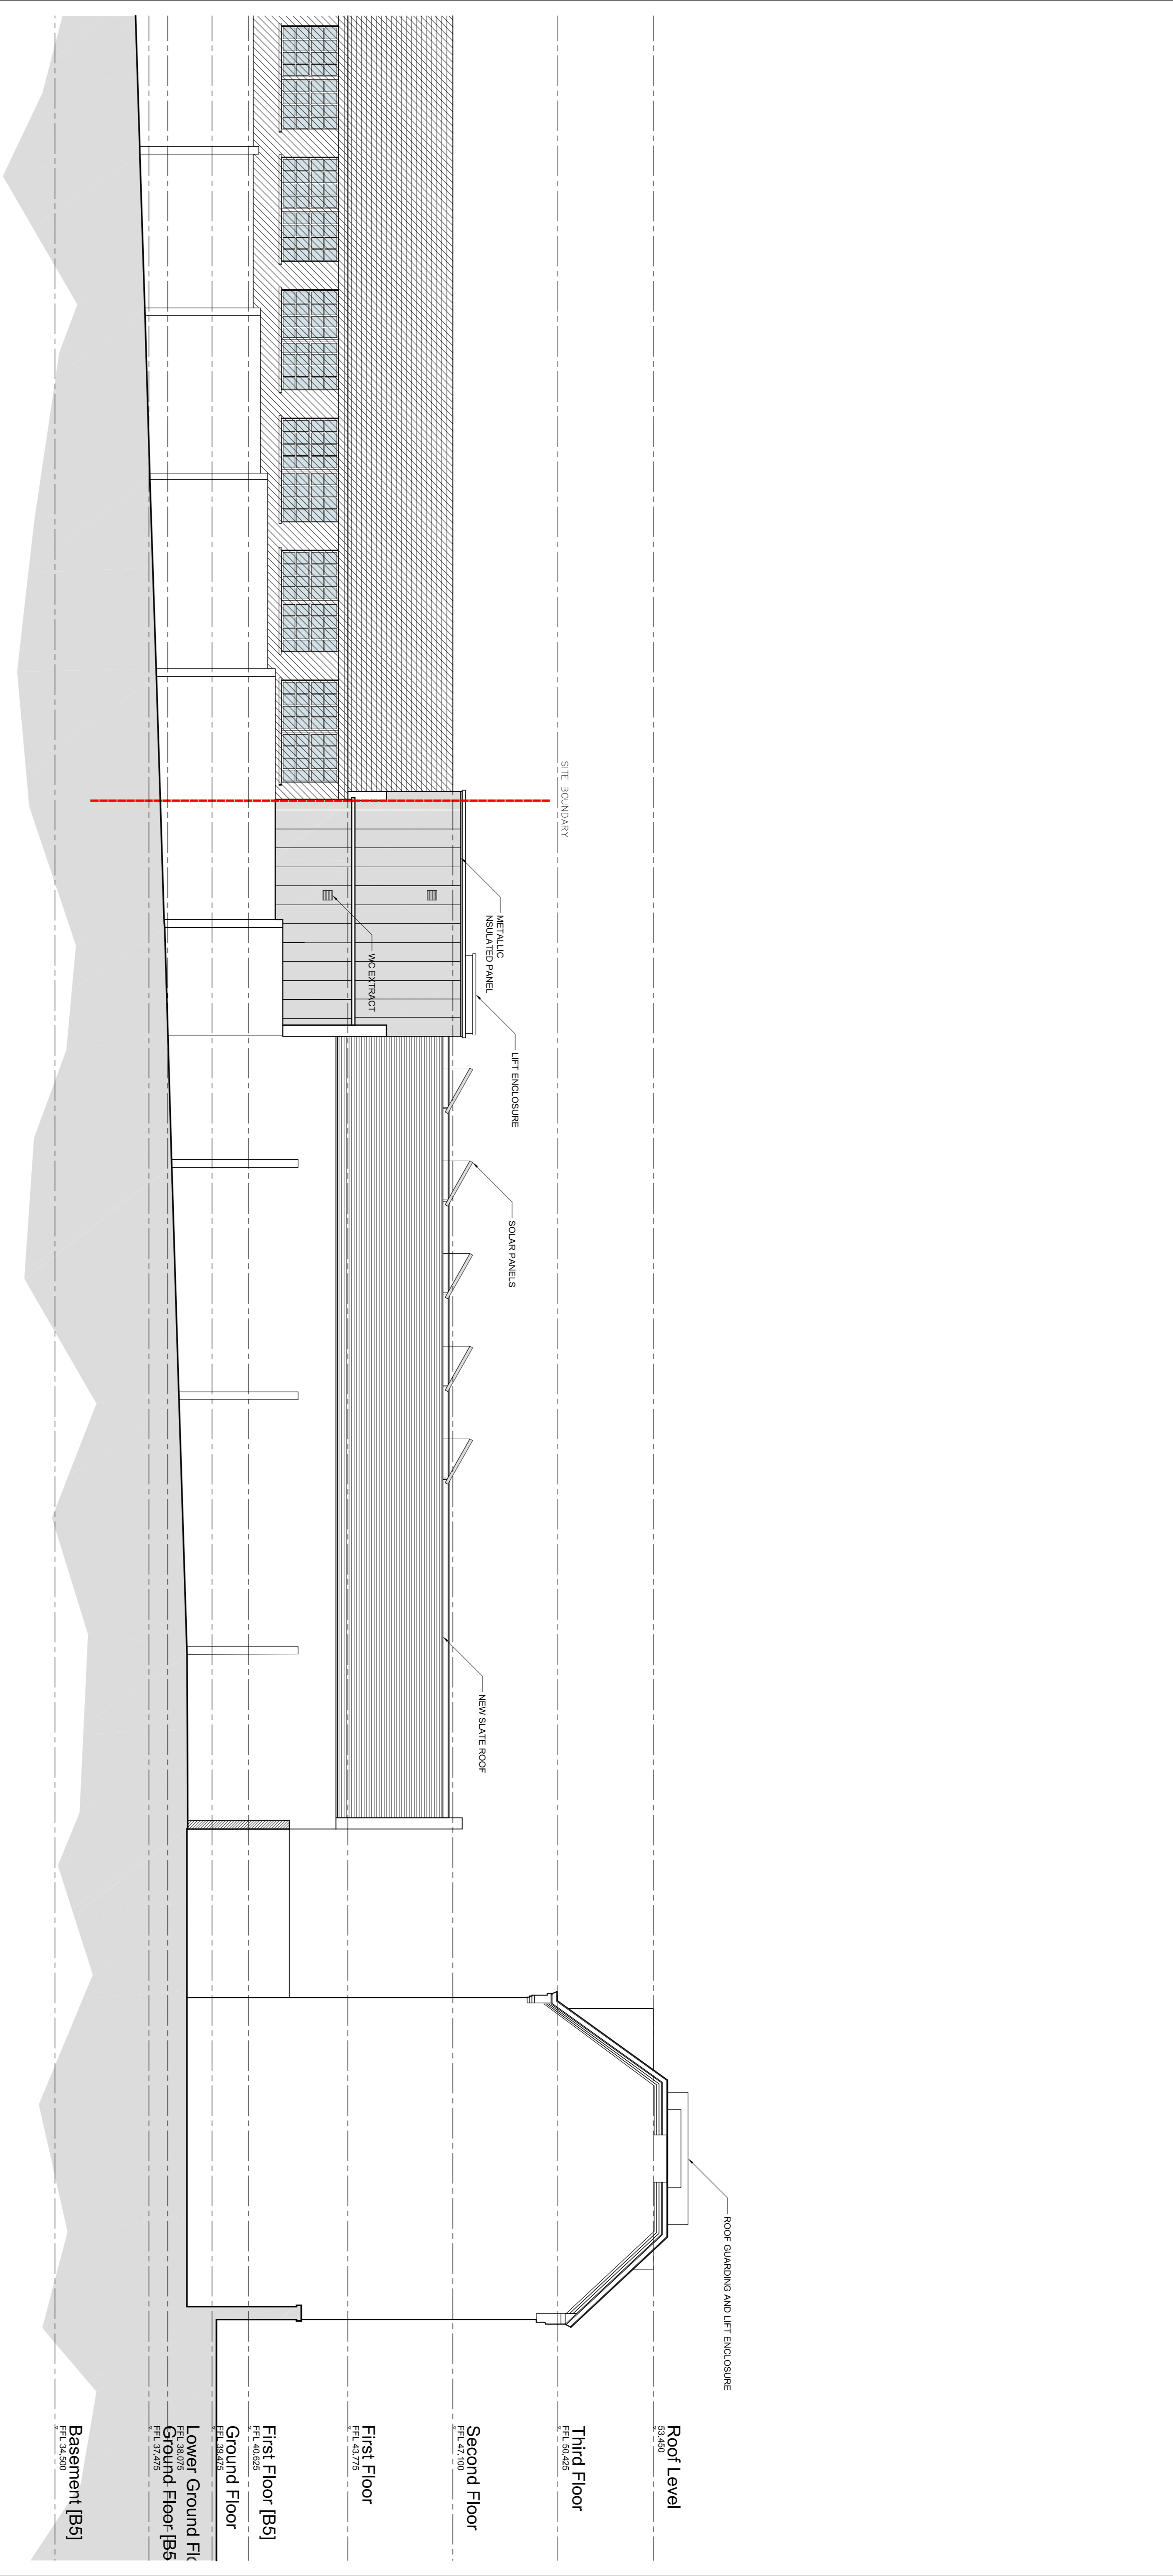 SITE BOUNDARY
METALLIC
NSULATED PANEL
WC EXTRACT
LIFT ENCLOSURE
SOLAR PANELS
NEW SLATE ROOF
ROOF GUARDING AND LIFT ENCLOSURE
Roof Level
53.450
Third Floor
FFL 50.425
Second Floor
FFL 47.100
First Floor
FFL 43.775
First Floor [B5]
FFL 40.625
Ground Floor
FFL 39.475
Lower Ground Flo
FFL 38.075
Ground Floor [B5
FFL 37.475
Basement [B5]
FFL 34.500